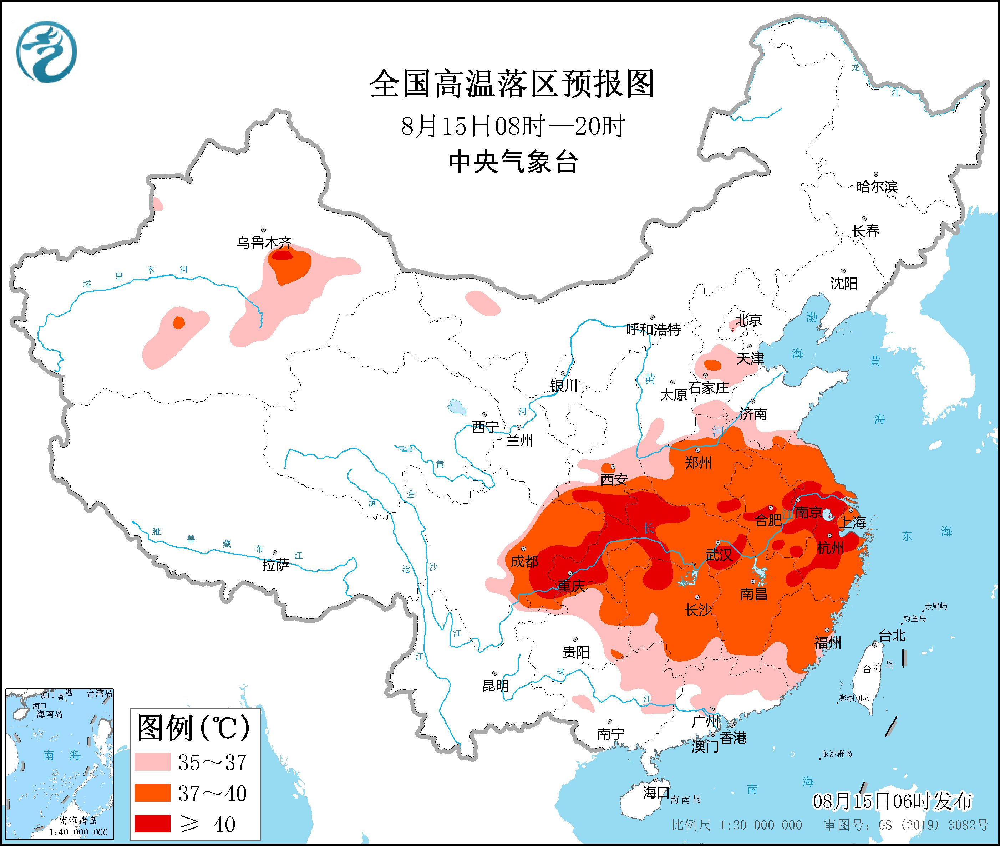 全国高温落区预报图
8月15日08时—20时
中央气象台
黑
龙
江
哈尔滨
长春
沈阳
乌鲁木齐
塔 里 木 河
呼和浩特
北京
天津
渤
海
黄
海
银川
黄
太原
石家庄
济南
河
西宁
兰州
河
黄
西安
郑州
金
澜
南京
合肥
江
上海
东 海
长
雅 鲁 藏 布 江
拉萨
成都
武汉
杭州
沧
沙
重庆
南昌
长沙
赤尾屿
钓鱼岛
江
福州
台北
贵阳
江
台湾岛
昆明
珠
江
澎湖列岛
广州
南宁
香港
澳门
东沙群岛
南 海
海口
海南岛
澳门 香港 台湾岛
海口
海南岛
南 海
南海诸岛
1:40 000 000
图例(℃)
35～37
37～40
≥ 40
08月15日06时发布
比例尺 1:20 000 000 审图号: GS (2019) 3082号